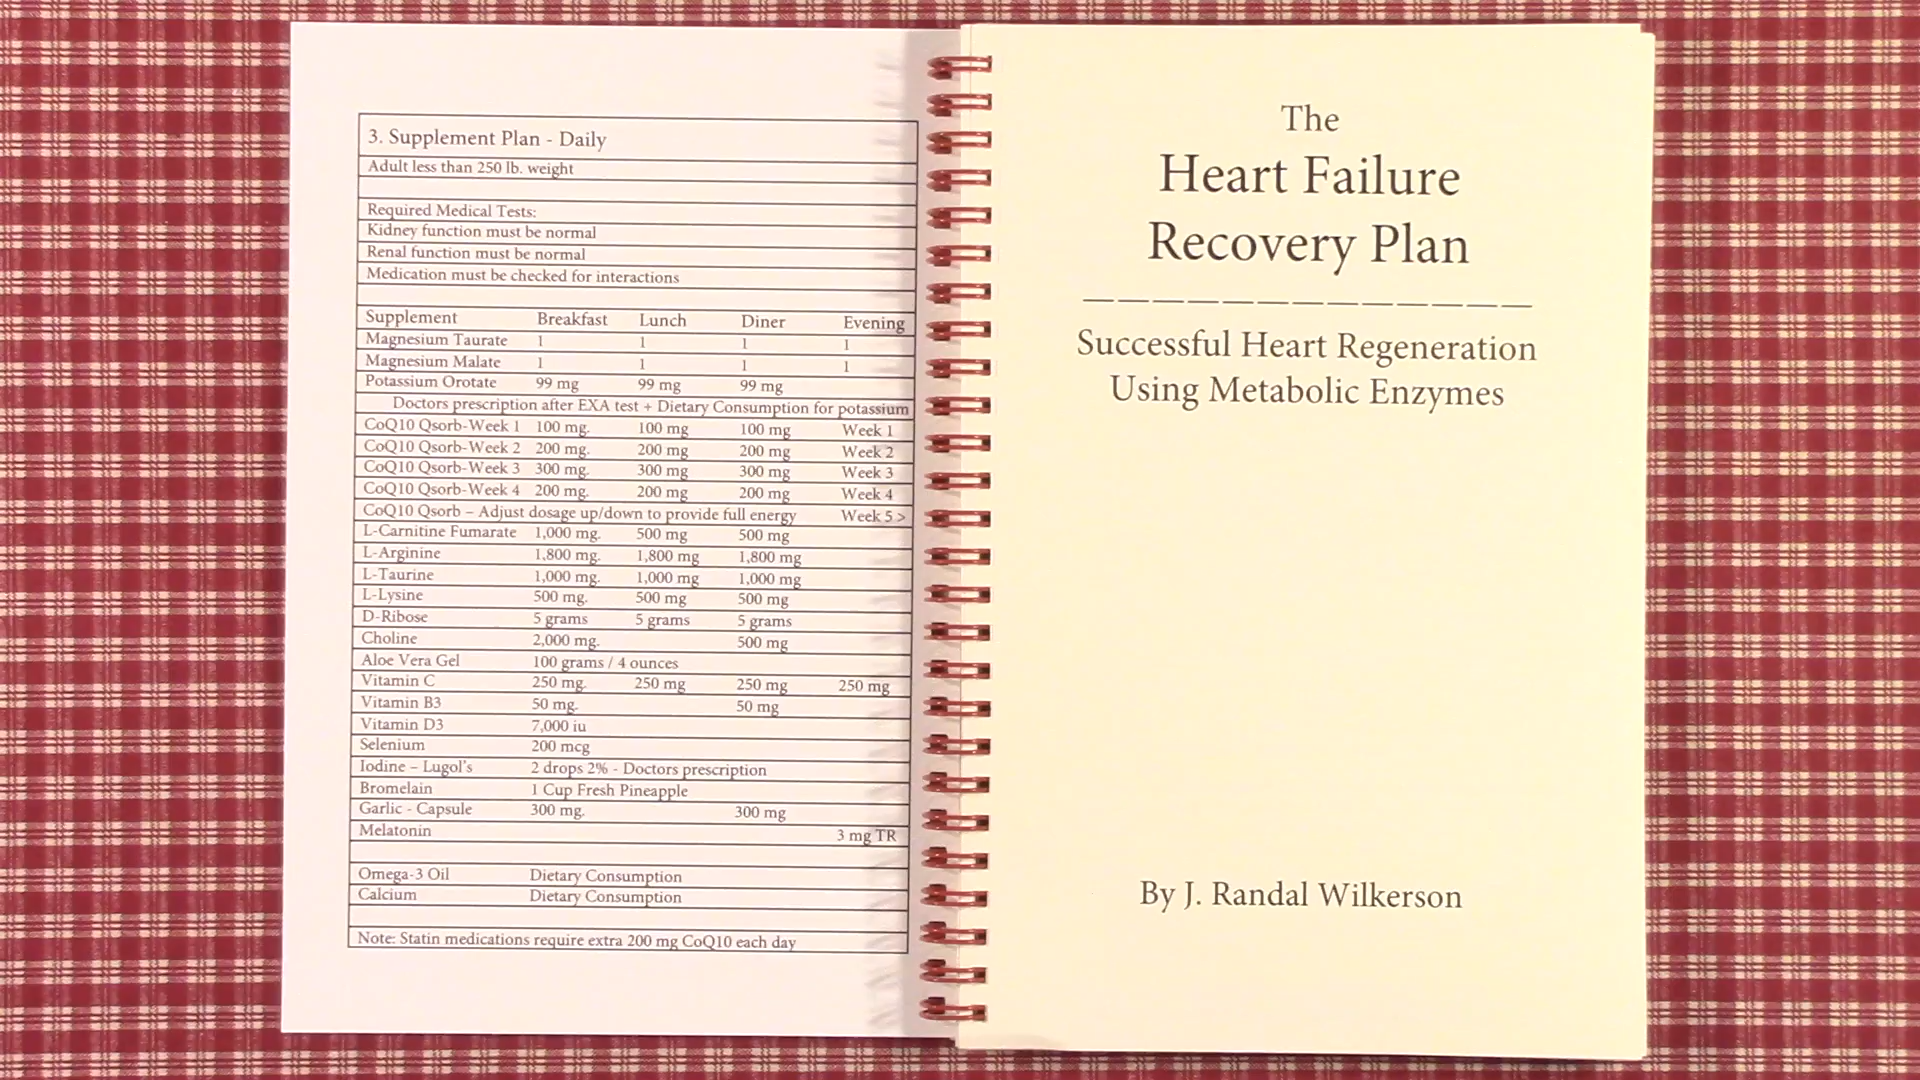 3. Supplement Plan - Daily
Adult less than 250 lb. weight
Required Medical Tests:
Kidney function must be normal
Renal function must be normal
Medication must be checked for interactions
Supplement Breakfast Lunch Diner Evening
Magnesium Taurate 1 1 1 1
Magnesium Malate 1 1 1 1
Potassium Orotate 99 mg 99 mg 99 mg
Doctors prescription after EXA test + Dietary Consumption for potassium
CoQ10 Qsorb-Week 1 100 mg. 100 mg 100 mg Week 1
CoQ10 Qsorb-Week 2 200 mg. 200 mg 200 mg Week 2
CoQ10 Qsorb-Week 3 300 mg. 300 mg 300 mg Week 3
CoQ10 Qsorb-Week 4 200 mg. 200 mg 200 mg Week 4
CoQ10 Qsorb – Adjust dosage up/down to provide full energy Week 5 >
L-Carnitine Fumarate 1,000 mg. 500 mg 500 mg
L-Arginine 1,800 mg. 1,800 mg 1,800 mg
L-Taurine 1,000 mg. 1,000 mg 1,000 mg
L-Lysine 500 mg. 500 mg 500 mg
D-Ribose 5 grams 5 grams 5 grams
Choline 2,000 mg. 500 mg
Aloe Vera Gel 100 grams / 4 ounces
Vitamin C 250 mg. 250 mg 250 mg 250 mg
Vitamin B3 50 mg. 50 mg
Vitamin D3 7,000 iu
Selenium 200 mcg
Iodine – Lugol's 2 drops 2% - Doctors prescription
Bromelain 1 Cup Fresh Pineapple
Garlic - Capsule 300 mg. 300 mg
Melatonin 3 mg TR
Omega-3 Oil Dietary Consumption
Calcium Dietary Consumption
Note: Statin medications require extra 200 mg CoQ10 each day
The
Heart Failure
Recovery Plan
Successful Heart Regeneration
Using Metabolic Enzymes
By J. Randal Wilkerson